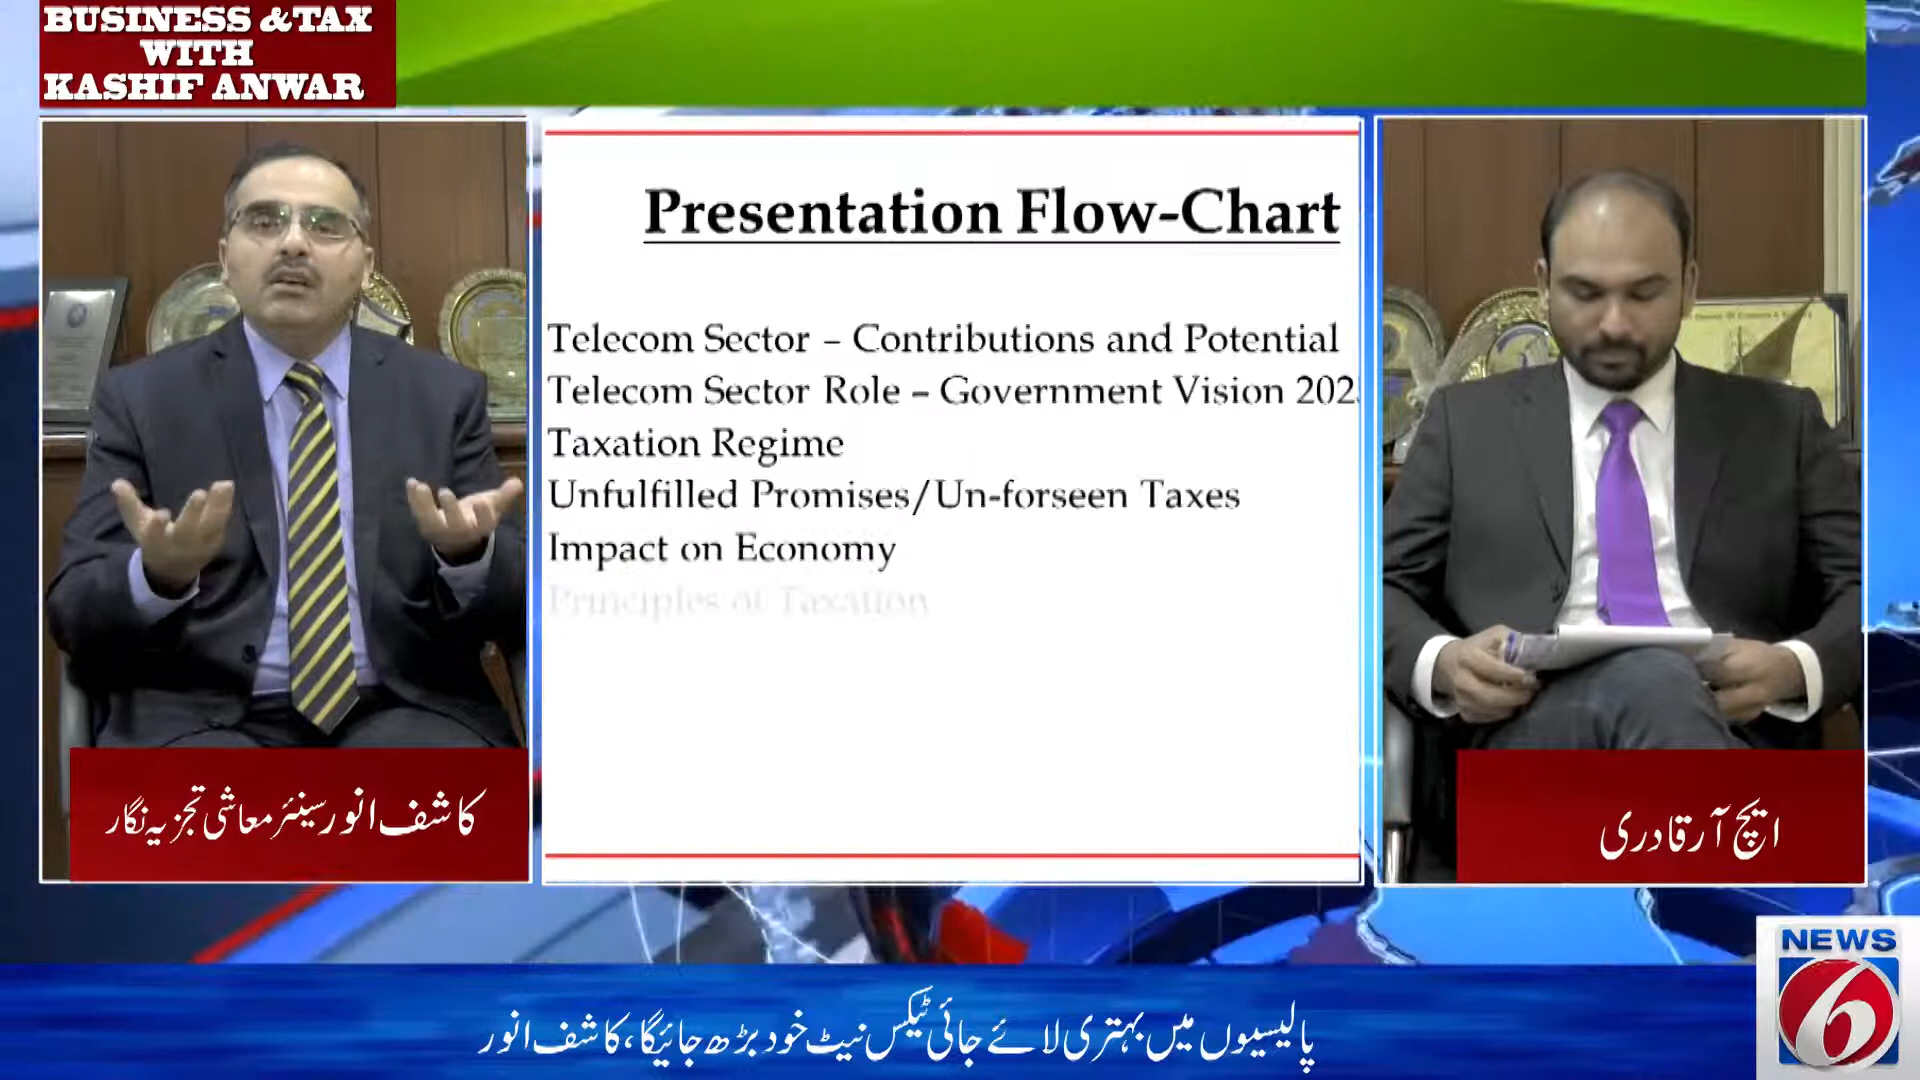 BUSINESS & TAX
WITH
KASHIF ANWAR
Presentation Flow-Chart
Telecom Sector – Contributions and Potential
Telecom Sector Role – Government Vision 202
Taxation Regime
Unfulfilled Promises/Un-forseen Taxes
Impact on Economy
Principles of Taxation
کاشف انور سینئر معاشی تجزیہ نگار
ایچ آر قادری
پالیسیوں میں بہتری لائے جائی ٹیکس نیٹ خود بڑھ جائیگا، کاشف انور
NEWS
6